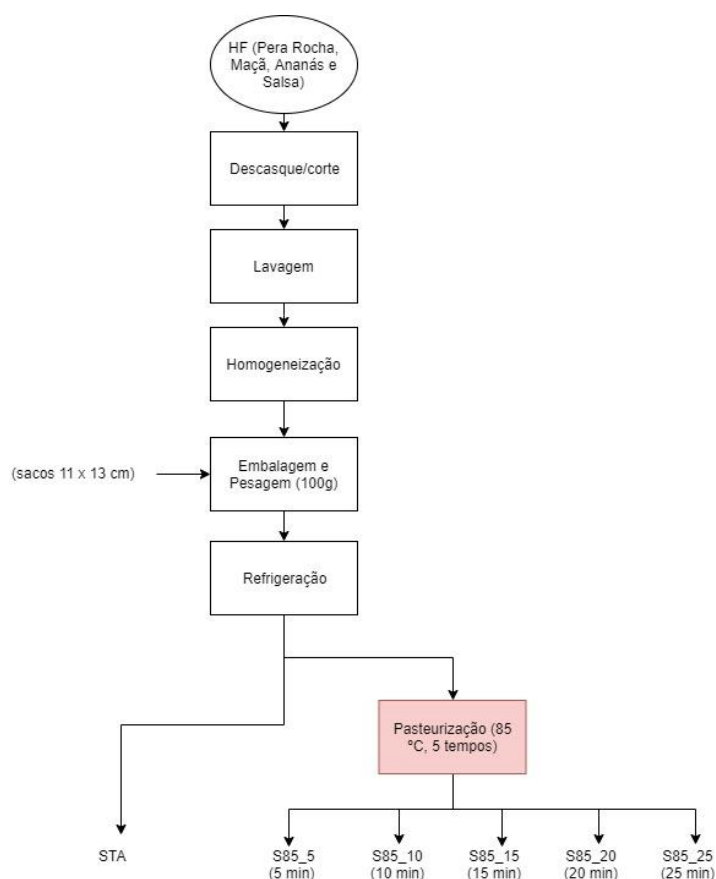 HF (Pera Rocha,
Maçã, Ananás e
Salsa)
Descasque/corte
Lavagem
Homogeneização
(sacos 11 x 13 cm)
Embalagem e
Pesagem (100g)
Refrigeração
Pasteurização (85
ºC, 5 tempos)
STA
S85_5
(5 min)
S85_10
(10 min)
S85_15
(15 min)
S85_20
(20 min)
S85_25
(25 min)